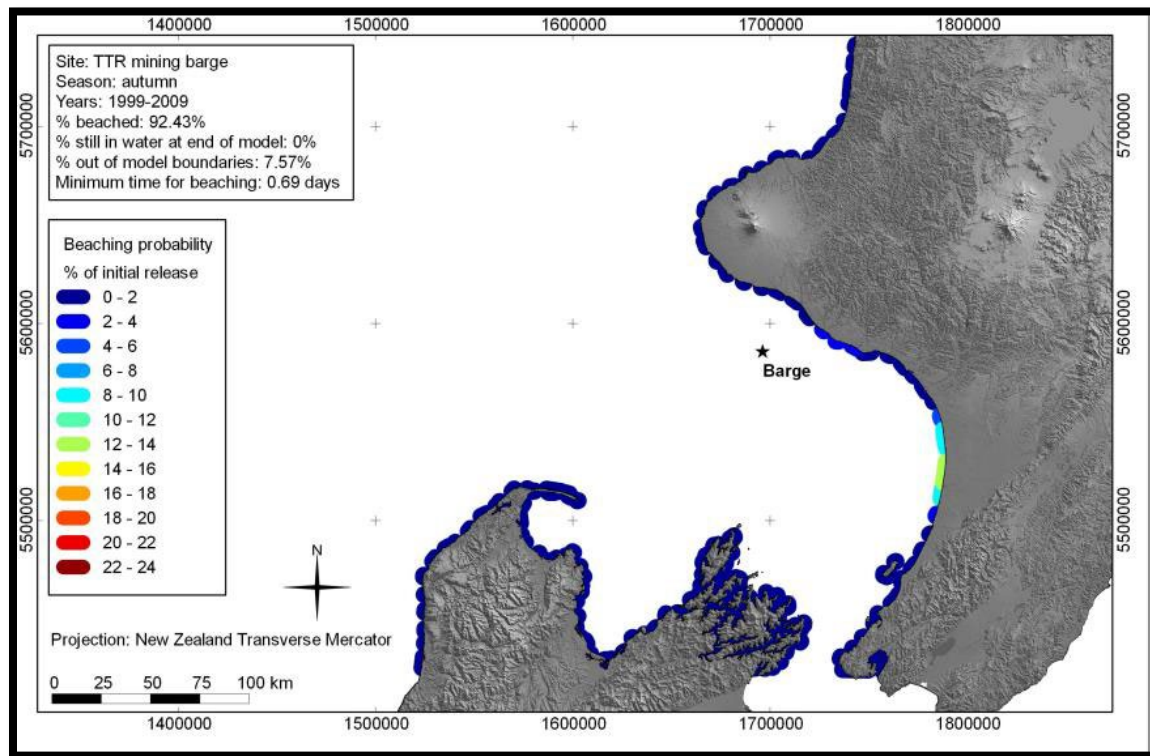 1400000 1500000 1600000 1700000 1800000
Site: TTR mining barge
Season: autumn
Years: 1999-2009
% beached: 92.43%
% still in water at end of model: 0%
% out of model boundaries: 7.57%
Minimum time for beaching: 0.69 days
5700000 5700000
Beaching probability
% of initial release
0 - 2
2 - 4
4 - 6
6 - 8
8 - 10
10 - 12
12 - 14
14 - 16
16 - 18
18 - 20
20 - 22
22 - 24
5600000 5600000
Barge
5500000 5500000
N
Projection: New Zealand Transverse Mercator
0 25 50 75 100 km
1400000 1500000 1600000 1700000 1800000